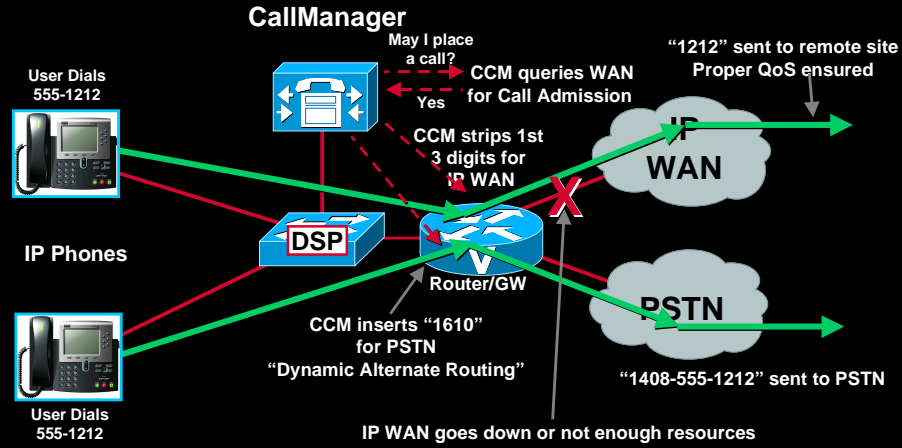 CallManager
May I place
a call?
Yes
CCM queries WAN
for Call Admission
“1212” sent to remote site
Proper QoS ensured
User Dials
555-1212
CCM strips 1st
3 digits for
IP WAN
IP
WAN
X
IP Phones
DSP
V
Router/GW
PSTN
CCM inserts “1610”
for PSTN
“Dynamic Alternate Routing”
“1408-555-1212” sent to PSTN
User Dials
555-1212
IP WAN goes down or not enough resources